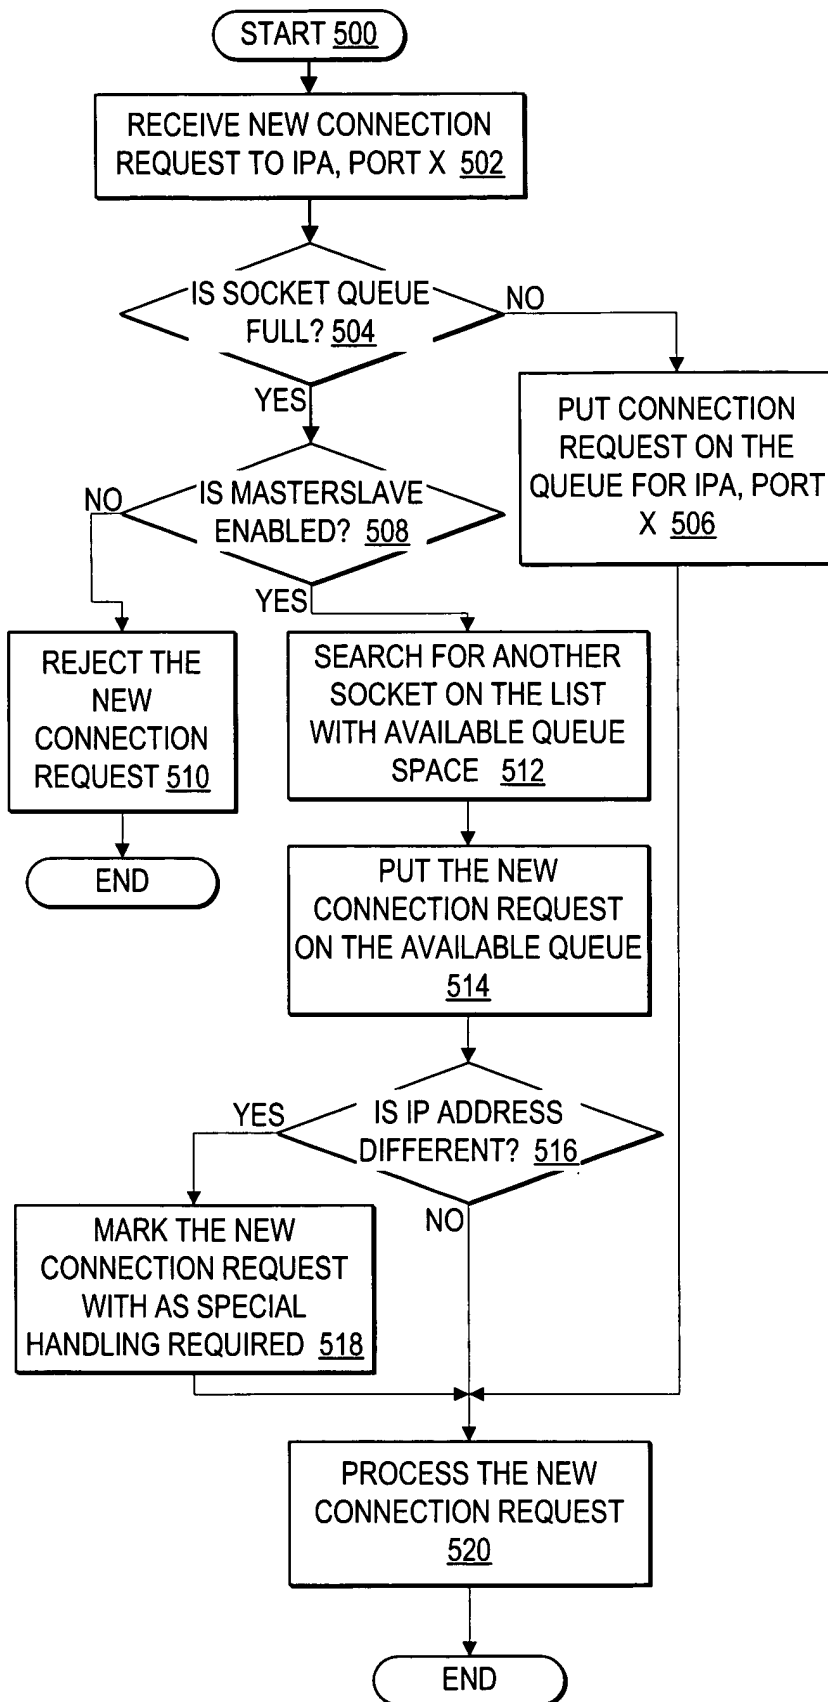 START 500
RECEIVE NEW CONNECTION
REQUEST TO IPA, PORT X 502
IS SOCKET QUEUE
FULL? 504
NO
YES
PUT CONNECTION
REQUEST ON THE
QUEUE FOR IPA, PORT
X 506
IS MASTERSLAVE
ENABLED? 508
NO
YES
REJECT THE
NEW
CONNECTION
REQUEST 510
END
SEARCH FOR ANOTHER
SOCKET ON THE LIST
WITH AVAILABLE QUEUE
SPACE 512
PUT THE NEW
CONNECTION REQUEST
ON THE AVAILABLE QUEUE
514
IS IP ADDRESS
DIFFERENT? 516
YES
NO
MARK THE NEW
CONNECTION REQUEST
WITH AS SPECIAL
HANDLING REQUIRED 518
PROCESS THE NEW
CONNECTION REQUEST
520
END